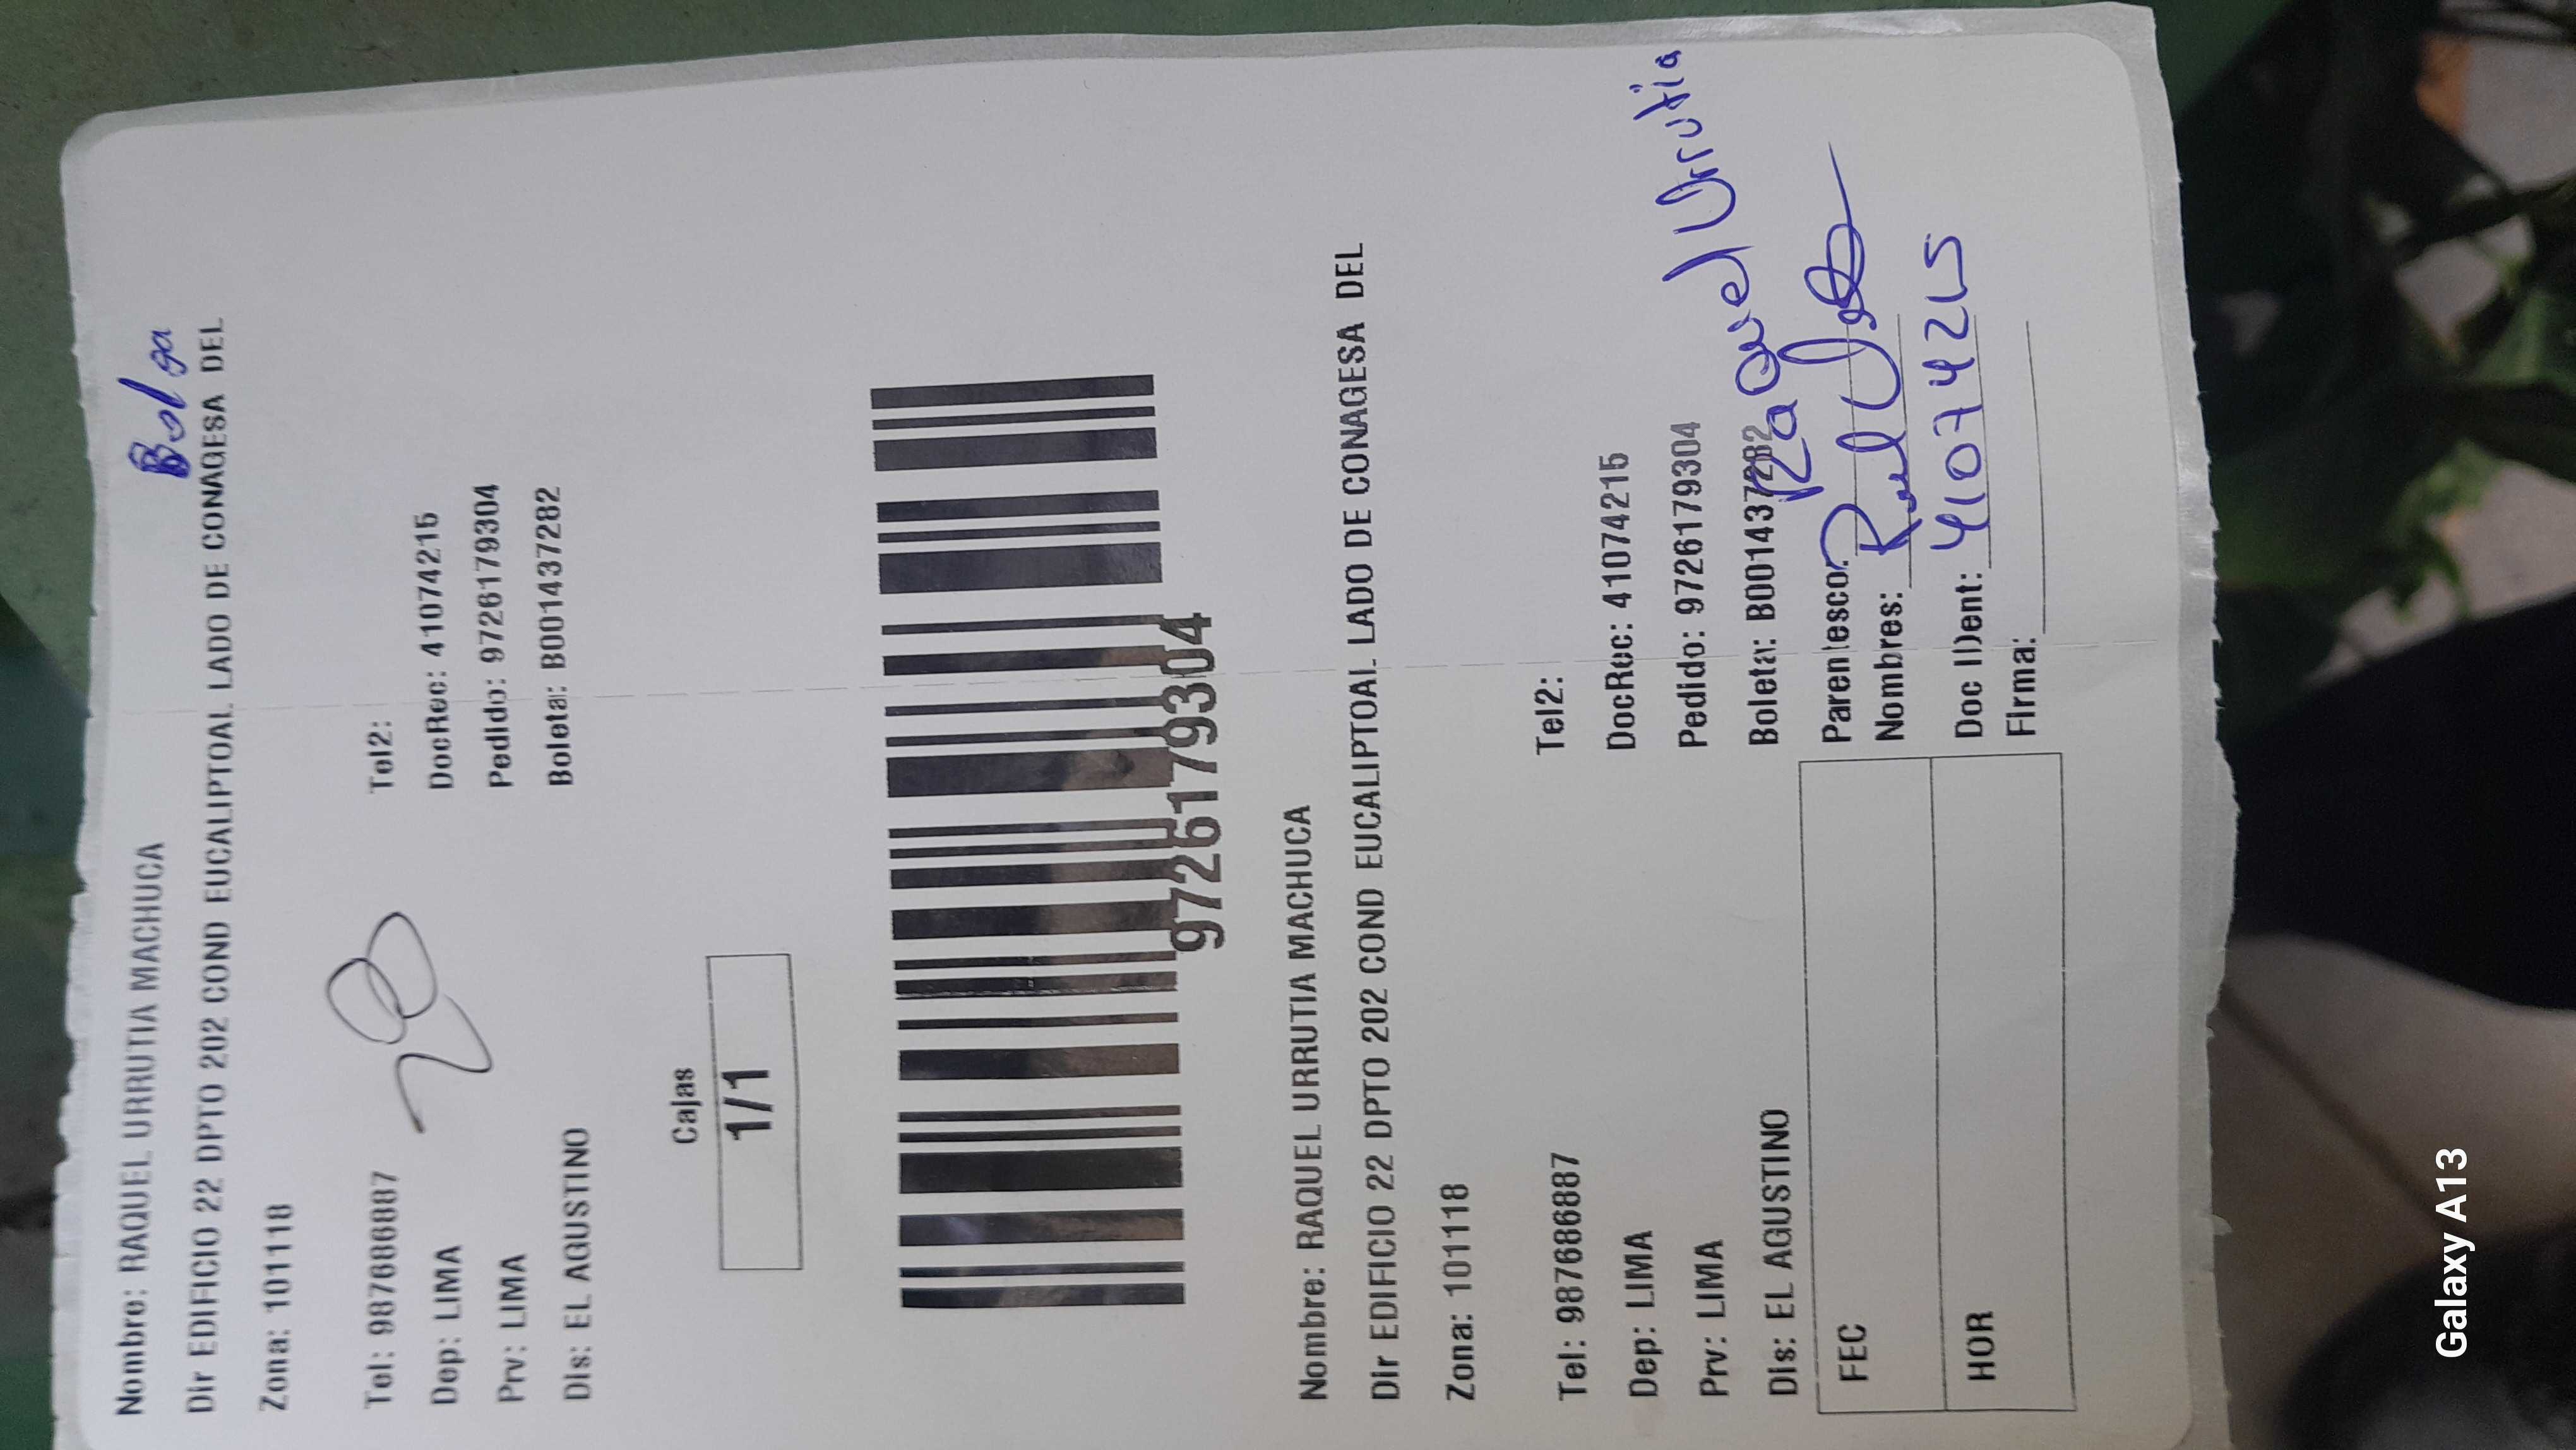 Bolsa
Nombre: RAQUEL URRUTIA MACHUCA
Dir EDIFICIO 22 DPTO 202 COND EUCALIPTOAL LADO DE CONAGESA DEL
Zona: 101118
Tel: 987686887 Tel2:
Dep: LIMA DocRec: 41074215
Prv: LIMA Pedido: 9726179304
Dis: EL AGUSTINO Boleta: B001437282
Cajas
1/1
9726179304
Nombre: RAQUEL URRUTIA MACHUCA
Dir EDIFICIO 22 DPTO 202 COND EUCALIPTOAL LADO DE CONAGESA DEL
Zona: 101118
Tel: 987686887 Tel2:
Dep: LIMA DocRec: 41074215
Prv: LIMA Pedido: 9726179304
Dis: EL AGUSTINO Boleta: B001437282
Raquel Urrutia
FEC Parentesco:
Nombres:
HOR Doc IDent: 41074215
Firma:
Galaxy A13